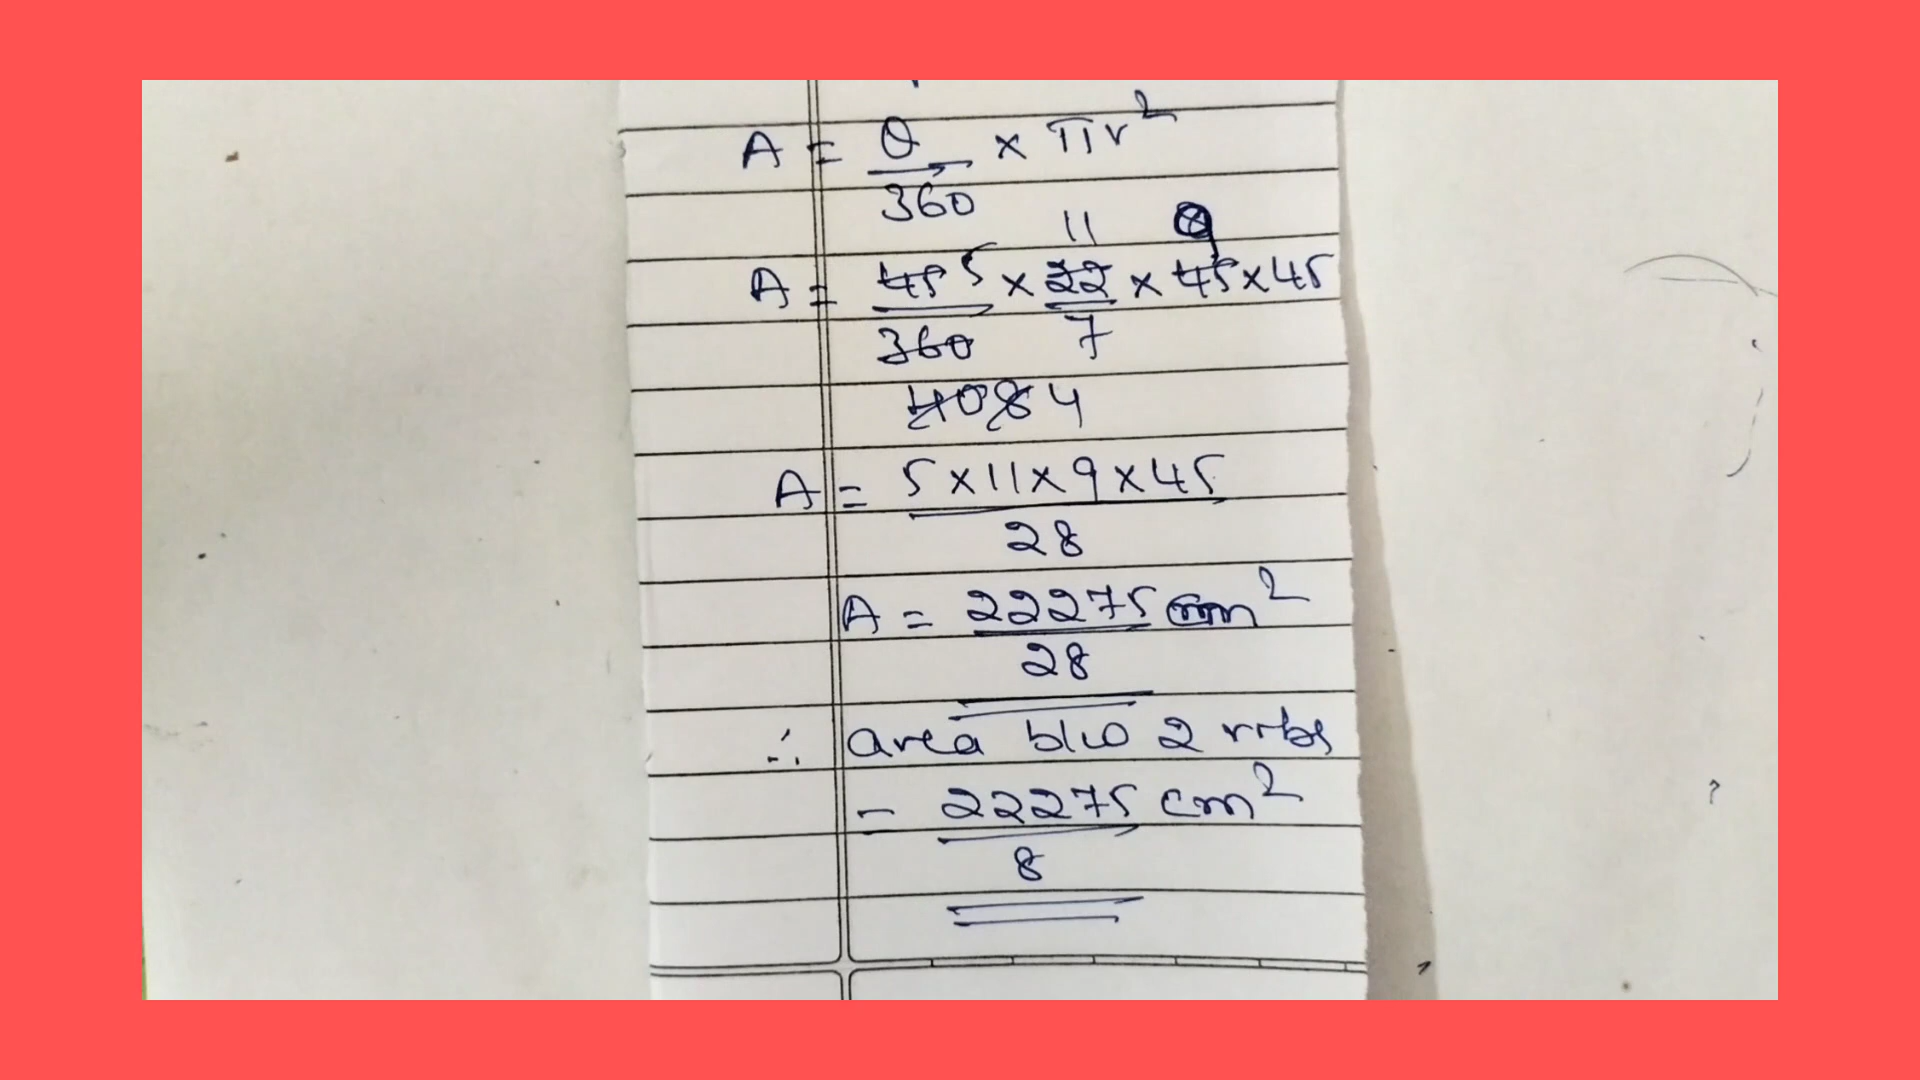 A = θ/360 × πr²
A = 45 5/360 × 22/7 × 45 × 45
11 9
40 8 4
A = 5×11×9×45/28
A = 22275 cm²/28
∴ area b/w 2 ribs
- 22275 cm²/8